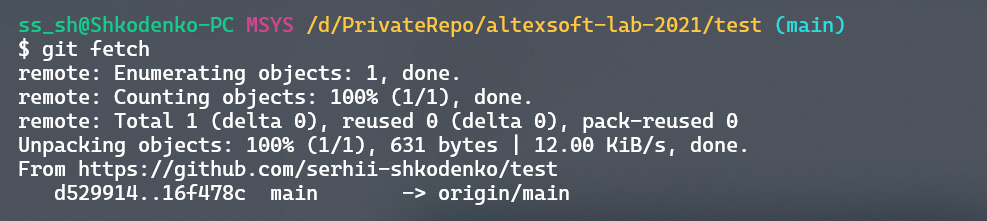 ss_sh@Shkodenko-PC MSYS /d/PrivateRepo/altexsoft-lab-2021/test (main)
$ git fetch
remote: Enumerating objects: 1, done.
remote: Counting objects: 100% (1/1), done.
remote: Total 1 (delta 0), reused 0 (delta 0), pack-reused 0
Unpacking objects: 100% (1/1), 631 bytes | 12.00 KiB/s, done.
From https://github.com/serhii-shkodenko/test
   d529914..16f478c  main       -> origin/main